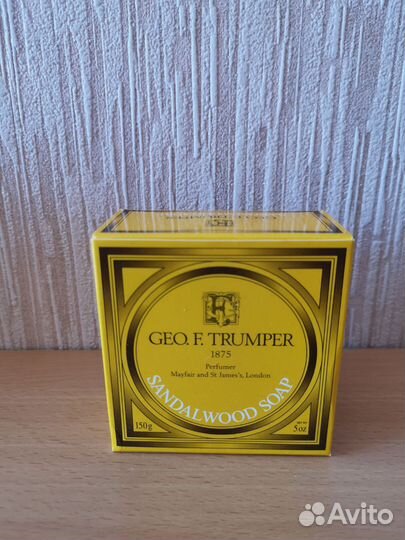 GEO. F. TRUMPER
1875
Perfumer
Mayfair and St James's, London
SANDALWOOD SOAP
150g
5oz
Avito